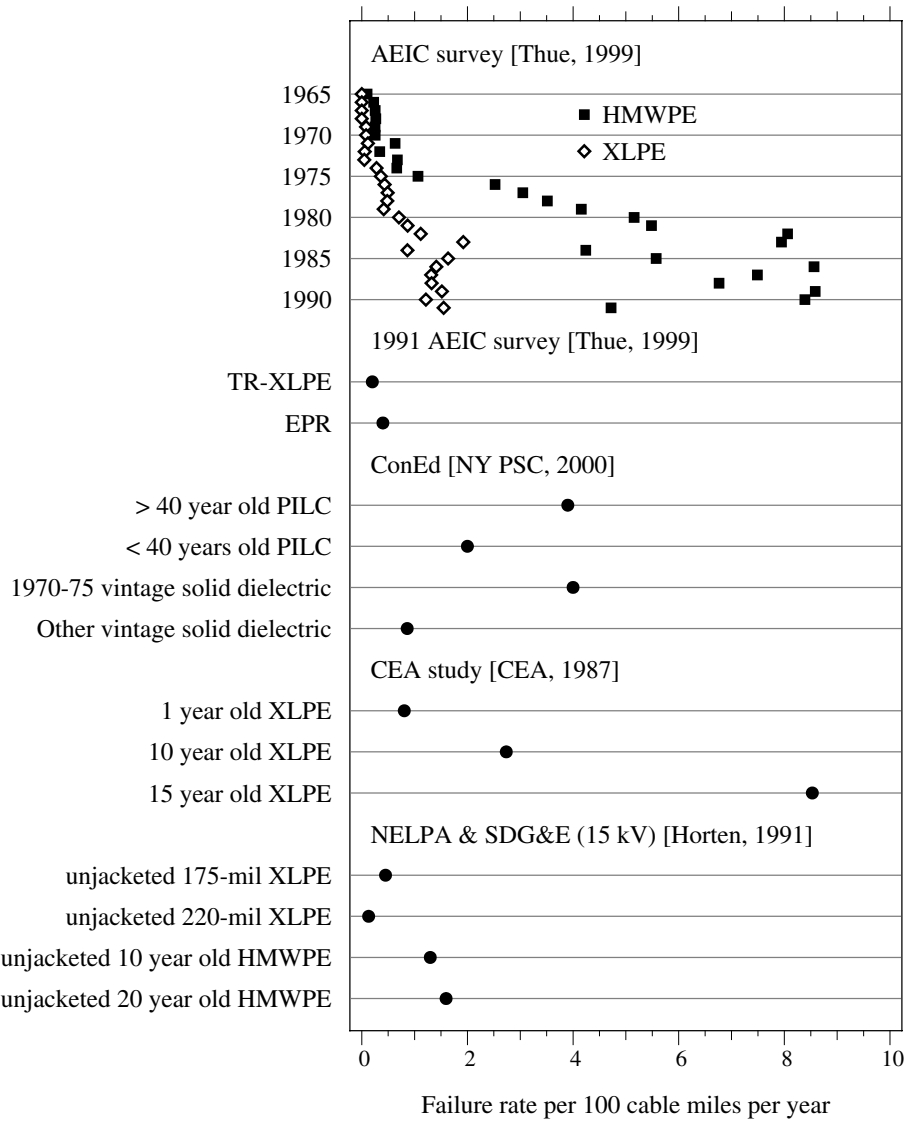 AEIC survey [Thue, 1999]
1965
HMWPE
1970
XLPE
1975
1980
1985
1990
1991 AEIC survey [Thue, 1999]
TR-XLPE
EPR
ConEd [NY PSC, 2000]
> 40 year old PILC
< 40 years old PILC
1970-75 vintage solid dielectric
Other vintage solid dielectric
CEA study [CEA, 1987]
1 year old XLPE
10 year old XLPE
15 year old XLPE
NELPA & SDG&E (15 kV) [Horten, 1991]
unjacketed 175-mil XLPE
unjacketed 220-mil XLPE
unjacketed 10 year old HMWPE
unjacketed 20 year old HMWPE
0 2 4 6 8 10
Failure rate per 100 cable miles per year